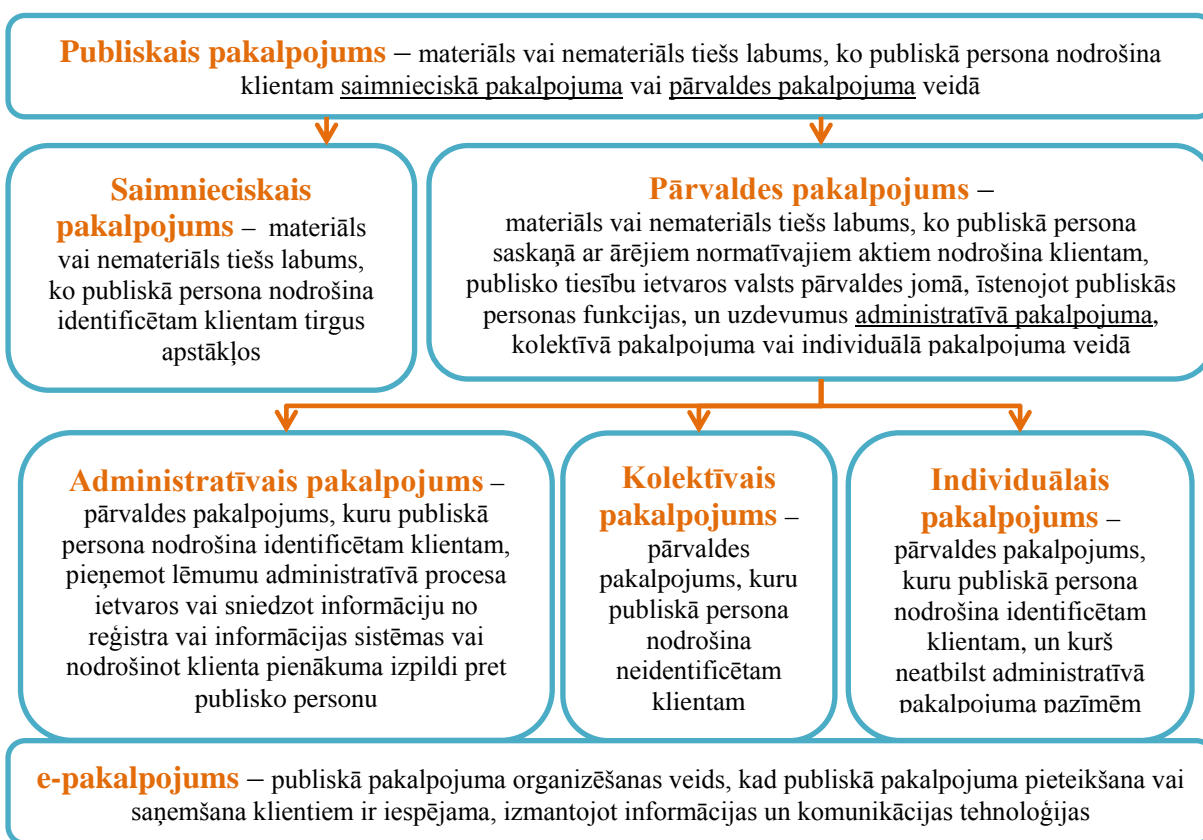 Publiskais pakalpojums – materiāls vai nemateriāls tiešs labums, ko publiskā persona nodrošina
klientam saimnieciskā pakalpojuma vai pārvaldes pakalpojuma veidā
Saimnieciskais
pakalpojums – materiāls
vai nemateriāls tiešs labums,
ko publiskā persona nodrošina
identificētam klientam tirgus
apstākļos
Pārvaldes pakalpojums –
materiāls vai nemateriāls tiešs labums, ko publiskā persona
saskaņā ar ārējiem normatīvajiem aktiem nodrošina klientam,
publisko tiesību ietvaros valsts pārvaldes jomā, īstenojot publiskās
personas funkcijas, un uzdevumus administratīvā pakalpojuma,
kolektīvā pakalpojuma vai individuālā pakalpojuma veidā
Administratīvais pakalpojums –
pārvaldes pakalpojums, kuru publiskā
persona nodrošina identificētam klientam,
pieņemot lēmumu administratīvā procesa
ietvaros vai sniedzot informāciju no
reģistra vai informācijas sistēmas vai
nodrošinot klienta pienākuma izpildi pret
publisko personu
Kolektīvais
pakalpojums –
pārvaldes
pakalpojums, kuru
publiskā persona
nodrošina
neidentificētam
klientam
Individuālais
pakalpojums –
pārvaldes pakalpojums,
kuru publiskā persona
nodrošina identificētam
klientam, un kurš
neatbilst administratīvā
pakalpojuma pazīmēm
e-pakalpojums – publiskā pakalpojuma organizēšanas veids, kad publiskā pakalpojuma pieteikšana vai
saņemšana klientiem ir iespējama, izmantojot informācijas un komunikācijas tehnoloģijas